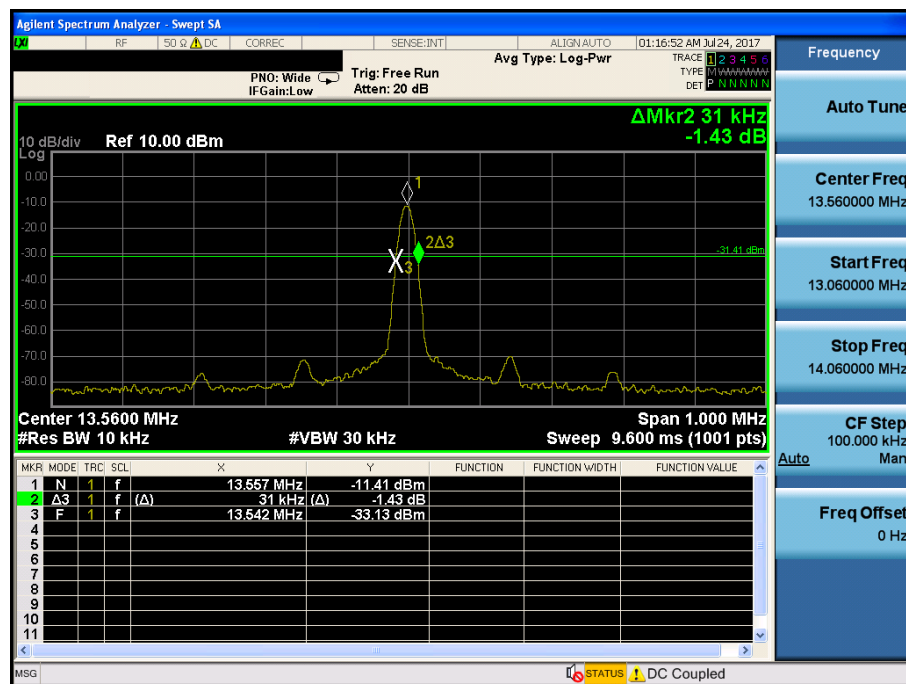 Agilent Spectrum Analyzer - Swept SA
LXI RF 50 Ω DC CORREC SENSE:INT ALIGN AUTO 01:16:52 AM Jul 24, 2017
Avg Type: Log-Pwr TRACE 1 2 3 4 5 6
PNO: Wide Trig: Free Run TYPE M W W W W W
IFGain:Low Atten: 20 dB DET P N N N N N
ΔMkr2 31 kHz
-1.43 dB
10 dB/div Ref 10.00 dBm
Log
0.00
1
-10.0
-20.0
2Δ3
-30.0
-31.41 dBm
3
-40.0
-50.0
-60.0
-70.0
-80.0
Center 13.5600 MHz Span 1.000 MHz
#Res BW 10 kHz #VBW 30 kHz Sweep 9.600 ms (1001 pts)
MKR MODE TRC SCL X Y FUNCTION FUNCTION WIDTH FUNCTION VALUE
1 N 1 f 13.557 MHz -11.41 dBm
2 Δ3 1 f (Δ) 31 kHz (Δ) -1.43 dB
3 F 1 f 13.542 MHz -33.13 dBm
4
5
6
7
8
9
10
11
MSG STATUS DC Coupled
Frequency
Auto Tune
Center Freq
13.560000 MHz
Start Freq
13.060000 MHz
Stop Freq
14.060000 MHz
CF Step
100.000 kHz
Auto Man
Freq Offset
0 Hz